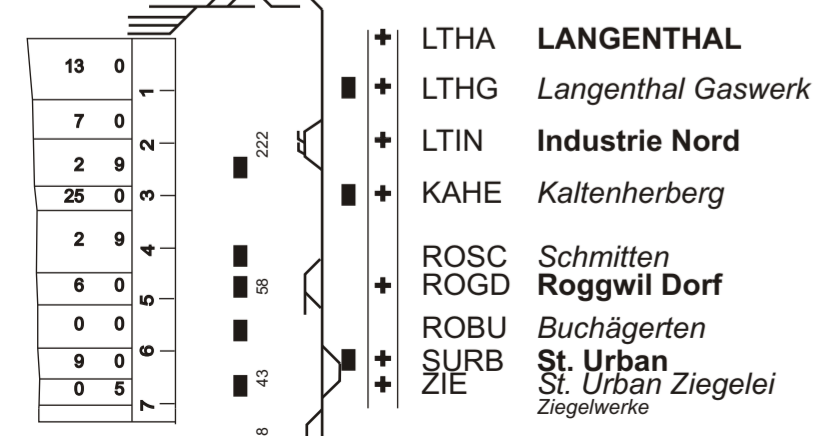 LTHA LANGENTHAL
13 0
LTHG Langenthal Gaswerk
1
7 0
LTIN Industrie Nord
222
2
2 9
KAHE Kaltenherberg
25 0
3
2 9
4
ROSC Schmitten
6 0
58
ROGD Roggwil Dorf
5
0 0
ROBU Buchägerten
6
9 0
SURB St. Urban
0 5
43
ZIE St. Urban Ziegelei
7
Ziegelwerke
8